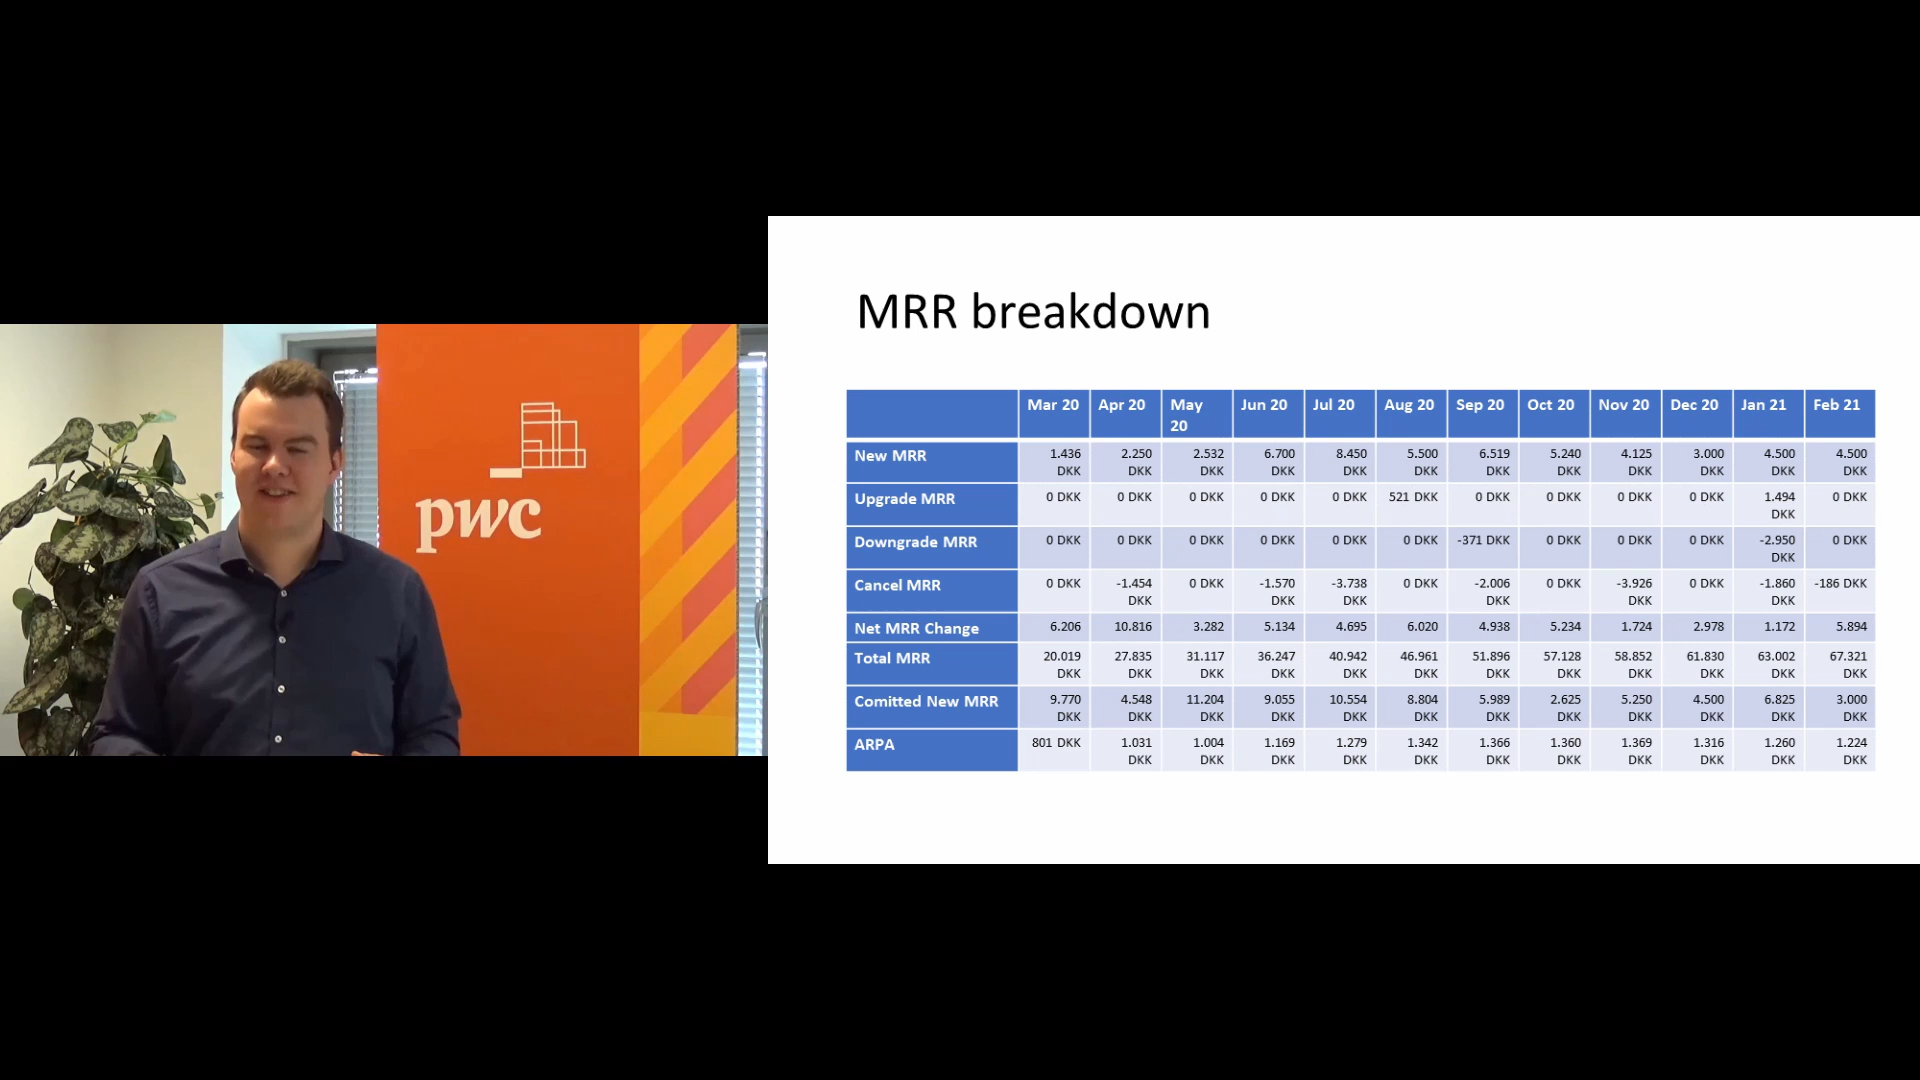 pwc
MRR breakdown
Mar 20 Apr 20 May 20 Jun 20 Jul 20 Aug 20 Sep 20 Oct 20 Nov 20 Dec 20 Jan 21 Feb 21
New MRR 1.436 DKK 2.250 DKK 2.532 DKK 6.700 DKK 8.450 DKK 5.500 DKK 6.519 DKK 5.240 DKK 4.125 DKK 3.000 DKK 4.500 DKK 4.500 DKK
Upgrade MRR 0 DKK 0 DKK 0 DKK 0 DKK 0 DKK 521 DKK 0 DKK 0 DKK 0 DKK 0 DKK 1.494 DKK 0 DKK
Downgrade MRR 0 DKK 0 DKK 0 DKK 0 DKK 0 DKK 0 DKK -371 DKK 0 DKK 0 DKK 0 DKK -2.950 DKK 0 DKK
Cancel MRR 0 DKK -1.454 DKK 0 DKK -1.570 DKK -3.738 DKK 0 DKK -2.006 DKK 0 DKK -3.926 DKK 0 DKK -1.860 DKK -186 DKK
Net MRR Change 6.206 10.816 3.282 5.134 4.695 6.020 4.938 5.234 1.724 2.978 1.172 5.894
Total MRR 20.019 DKK 27.835 DKK 31.117 DKK 36.247 DKK 40.942 DKK 46.961 DKK 51.896 DKK 57.128 DKK 58.852 DKK 61.830 DKK 63.002 DKK 67.321 DKK
Comitted New MRR 9.770 DKK 4.548 DKK 11.204 DKK 9.055 DKK 10.554 DKK 8.804 DKK 5.989 DKK 2.625 DKK 5.250 DKK 4.500 DKK 6.825 DKK 3.000 DKK
ARPA 801 DKK 1.031 DKK 1.004 DKK 1.169 DKK 1.279 DKK 1.342 DKK 1.366 DKK 1.360 DKK 1.369 DKK 1.316 DKK 1.260 DKK 1.224 DKK